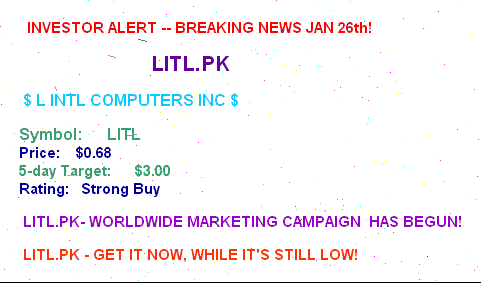 INVESTOR ALERT -- BREAKING NEWS JAN 26th!
LITL.PK
$ L INTL COMPUTERS INC $
Symbol: LITL
Price: $0.68
5-day Target: $3.00
Rating: Strong Buy
LITL.PK- WORLDWIDE MARKETING CAMPAIGN HAS BEGUN!
LITL.PK - GET IT NOW, WHILE IT'S STILL LOW!